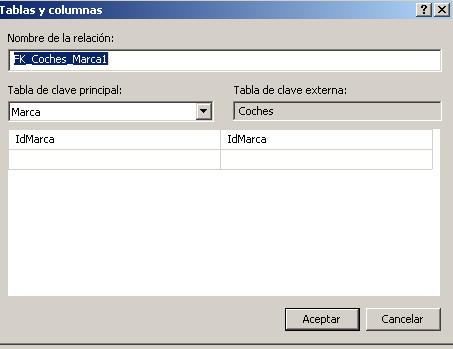 Tablas y columnas
Nombre de la relación:
FK_Coches_Marca1
Tabla de clave principal:
Tabla de clave externa:
Marca
Coches
IdMarca
IdMarca
Aceptar
Cancelar